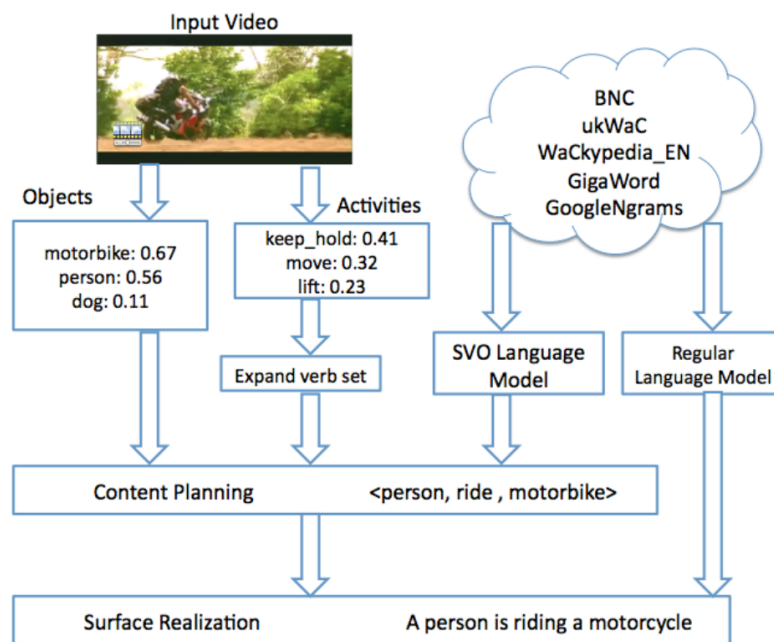 Input Video
BNC
ukWaC
WaCkypedia_EN
GigaWord
GoogleNgrams
Objects
Activities
motorbike: 0.67
person: 0.56
dog: 0.11
keep_hold: 0.41
move: 0.32
lift: 0.23
Expand verb set
SVO Language
Model
Regular
Language Model
Content Planning
<person, ride , motorbike>
Surface Realization
A person is riding a motorcycle